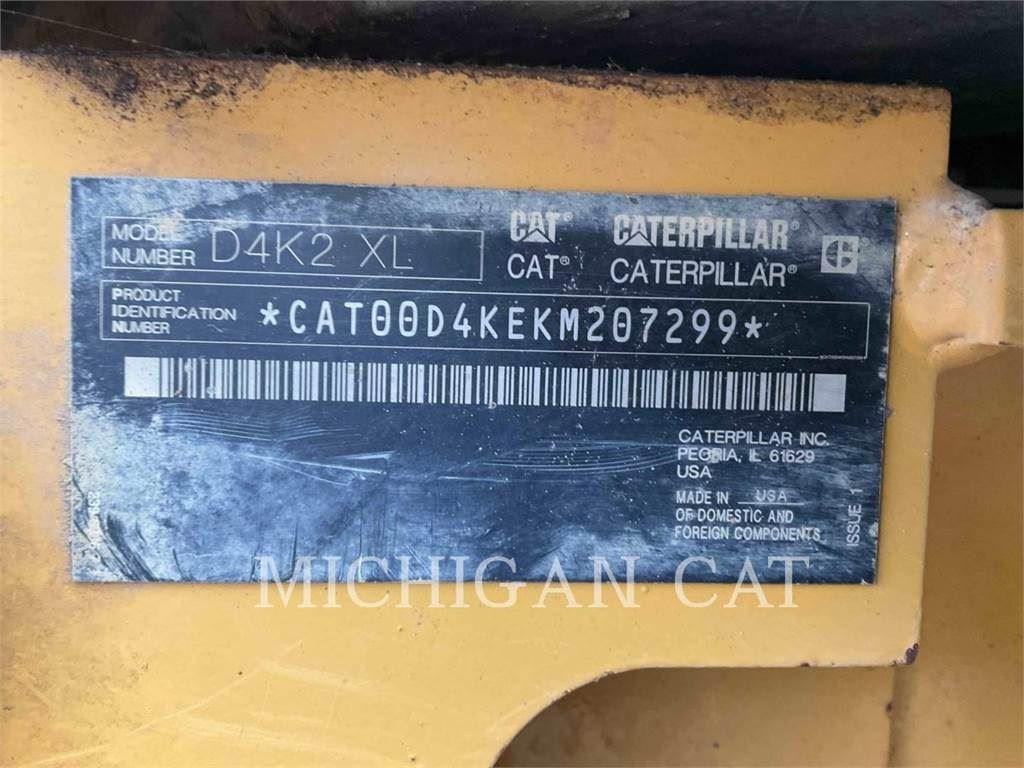 MODEL
NUMBER D4K2 XL
CAT® CATERPILLAR®
CAT® CATERPILLAR®
PRODUCT
IDENTIFICATION
NUMBER *CAT00D4KEKM207299*
CATERPILLAR INC.
PEORIA, IL 61629
USA
MADE IN USA
OF DOMESTIC AND
FOREIGN COMPONENTS
ISSUE 1
MICHIGAN CAT